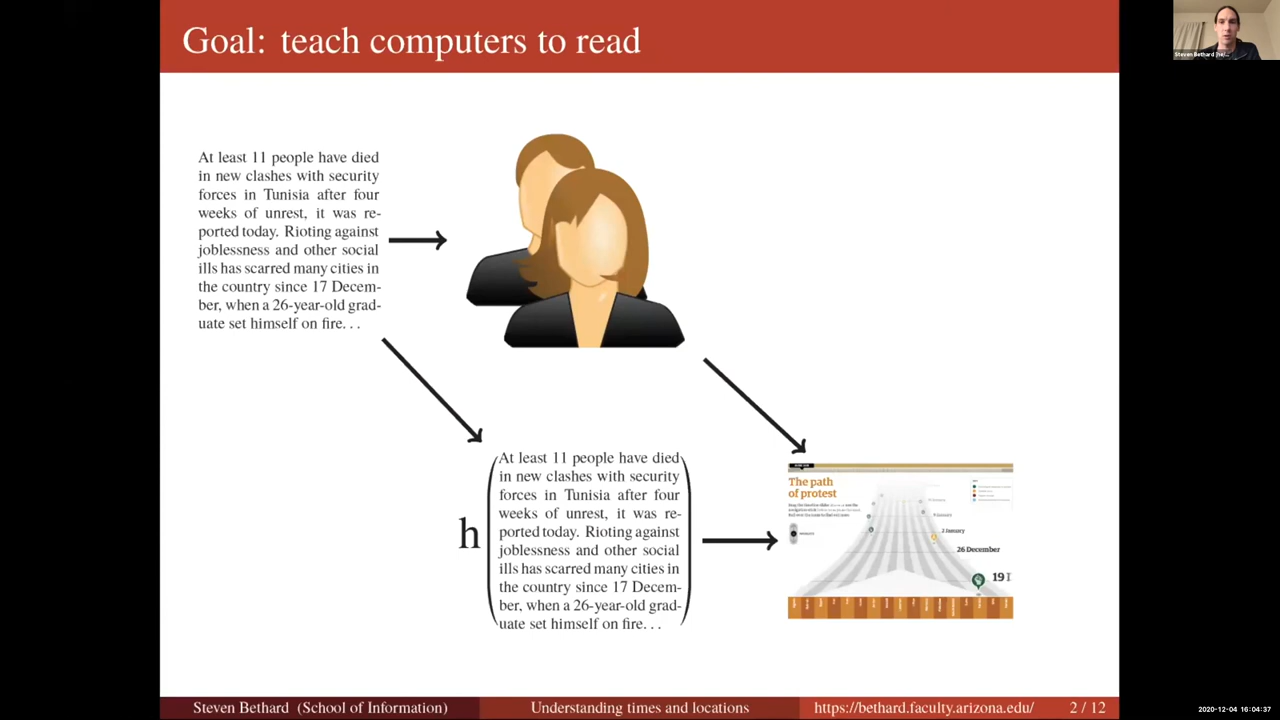 Goal: teach computers to read
Steven Bethard (he/...
At least 11 people have died
in new clashes with security
forces in Tunisia after four
weeks of unrest, it was re-
ported today. Rioting against
joblessness and other social
ills has scarred many cities in
the country since 17 Decem-
ber, when a 26-year-old grad-
uate set himself on fire. . .
h
At least 11 people have died
in new clashes with security
forces in Tunisia after four
weeks of unrest, it was re-
ported today. Rioting against
joblessness and other social
ills has scarred many cities in
the country since 17 Decem-
ber, when a 26-year-old grad-
uate set himself on fire. . .
The path
of protest
2 January
26 December
19
Steven Bethard (School of Information)
Understanding times and locations
https://bethard.faculty.arizona.edu/
2 / 12
2020-12-04 16:04:37